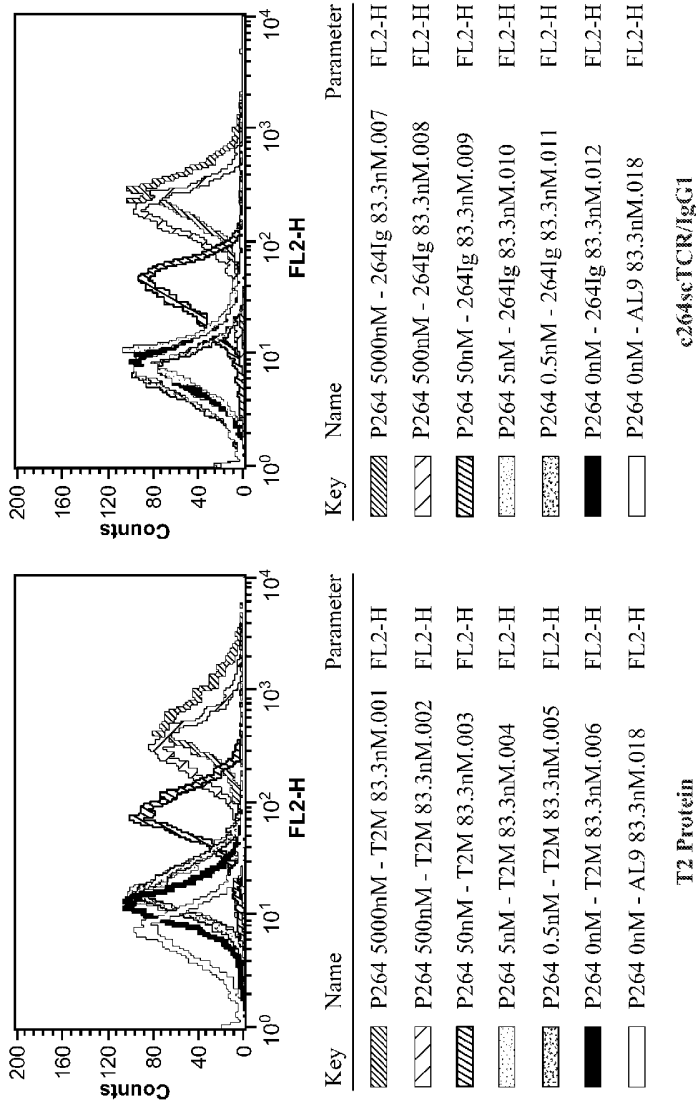 200
160
120
80
40
0
Counts
10^0
10^1
10^2
10^3
10^4
FL2-H
Key Name Parameter
P264 5000nM - T2M 83.3nM.001 FL2-H
P264 500nM - T2M 83.3nM.002 FL2-H
P264 50nM - T2M 83.3nM.003 FL2-H
P264 5nM - T2M 83.3nM.004 FL2-H
P264 0.5nM - T2M 83.3nM.005 FL2-H
P264 0nM - T2M 83.3nM.006 FL2-H
P264 0nM - AL9 83.3nM.018 FL2-H
T2 Protein
200
160
120
80
40
0
Counts
10^0
10^1
10^2
10^3
10^4
FL2-H
Key Name Parameter
P264 5000nM - 264Ig 83.3nM.007 FL2-H
P264 500nM - 264Ig 83.3nM.008 FL2-H
P264 50nM - 264Ig 83.3nM.009 FL2-H
P264 5nM - 264Ig 83.3nM.010 FL2-H
P264 0.5nM - 264Ig 83.3nM.011 FL2-H
P264 0nM - 264Ig 83.3nM.012 FL2-H
P264 0nM - AL9 83.3nM.018 FL2-H
c264scTCR/IgG1